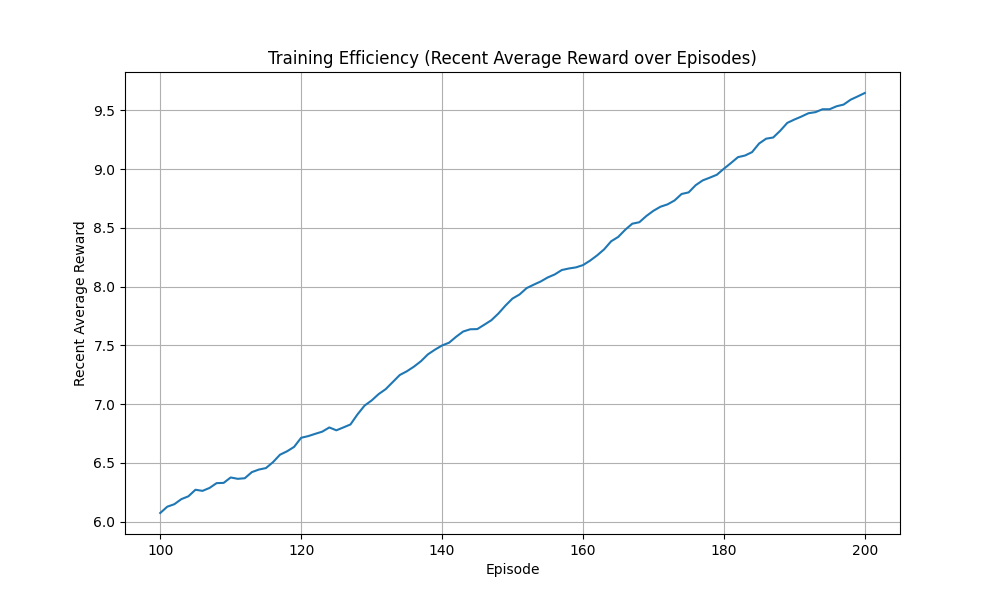 Training Efficiency (Recent Average Reward over Episodes)
9.5
9.0
8.5
8.0
7.5
7.0
6.5
6.0
Recent Average Reward
100 120 140 160 180 200
Episode